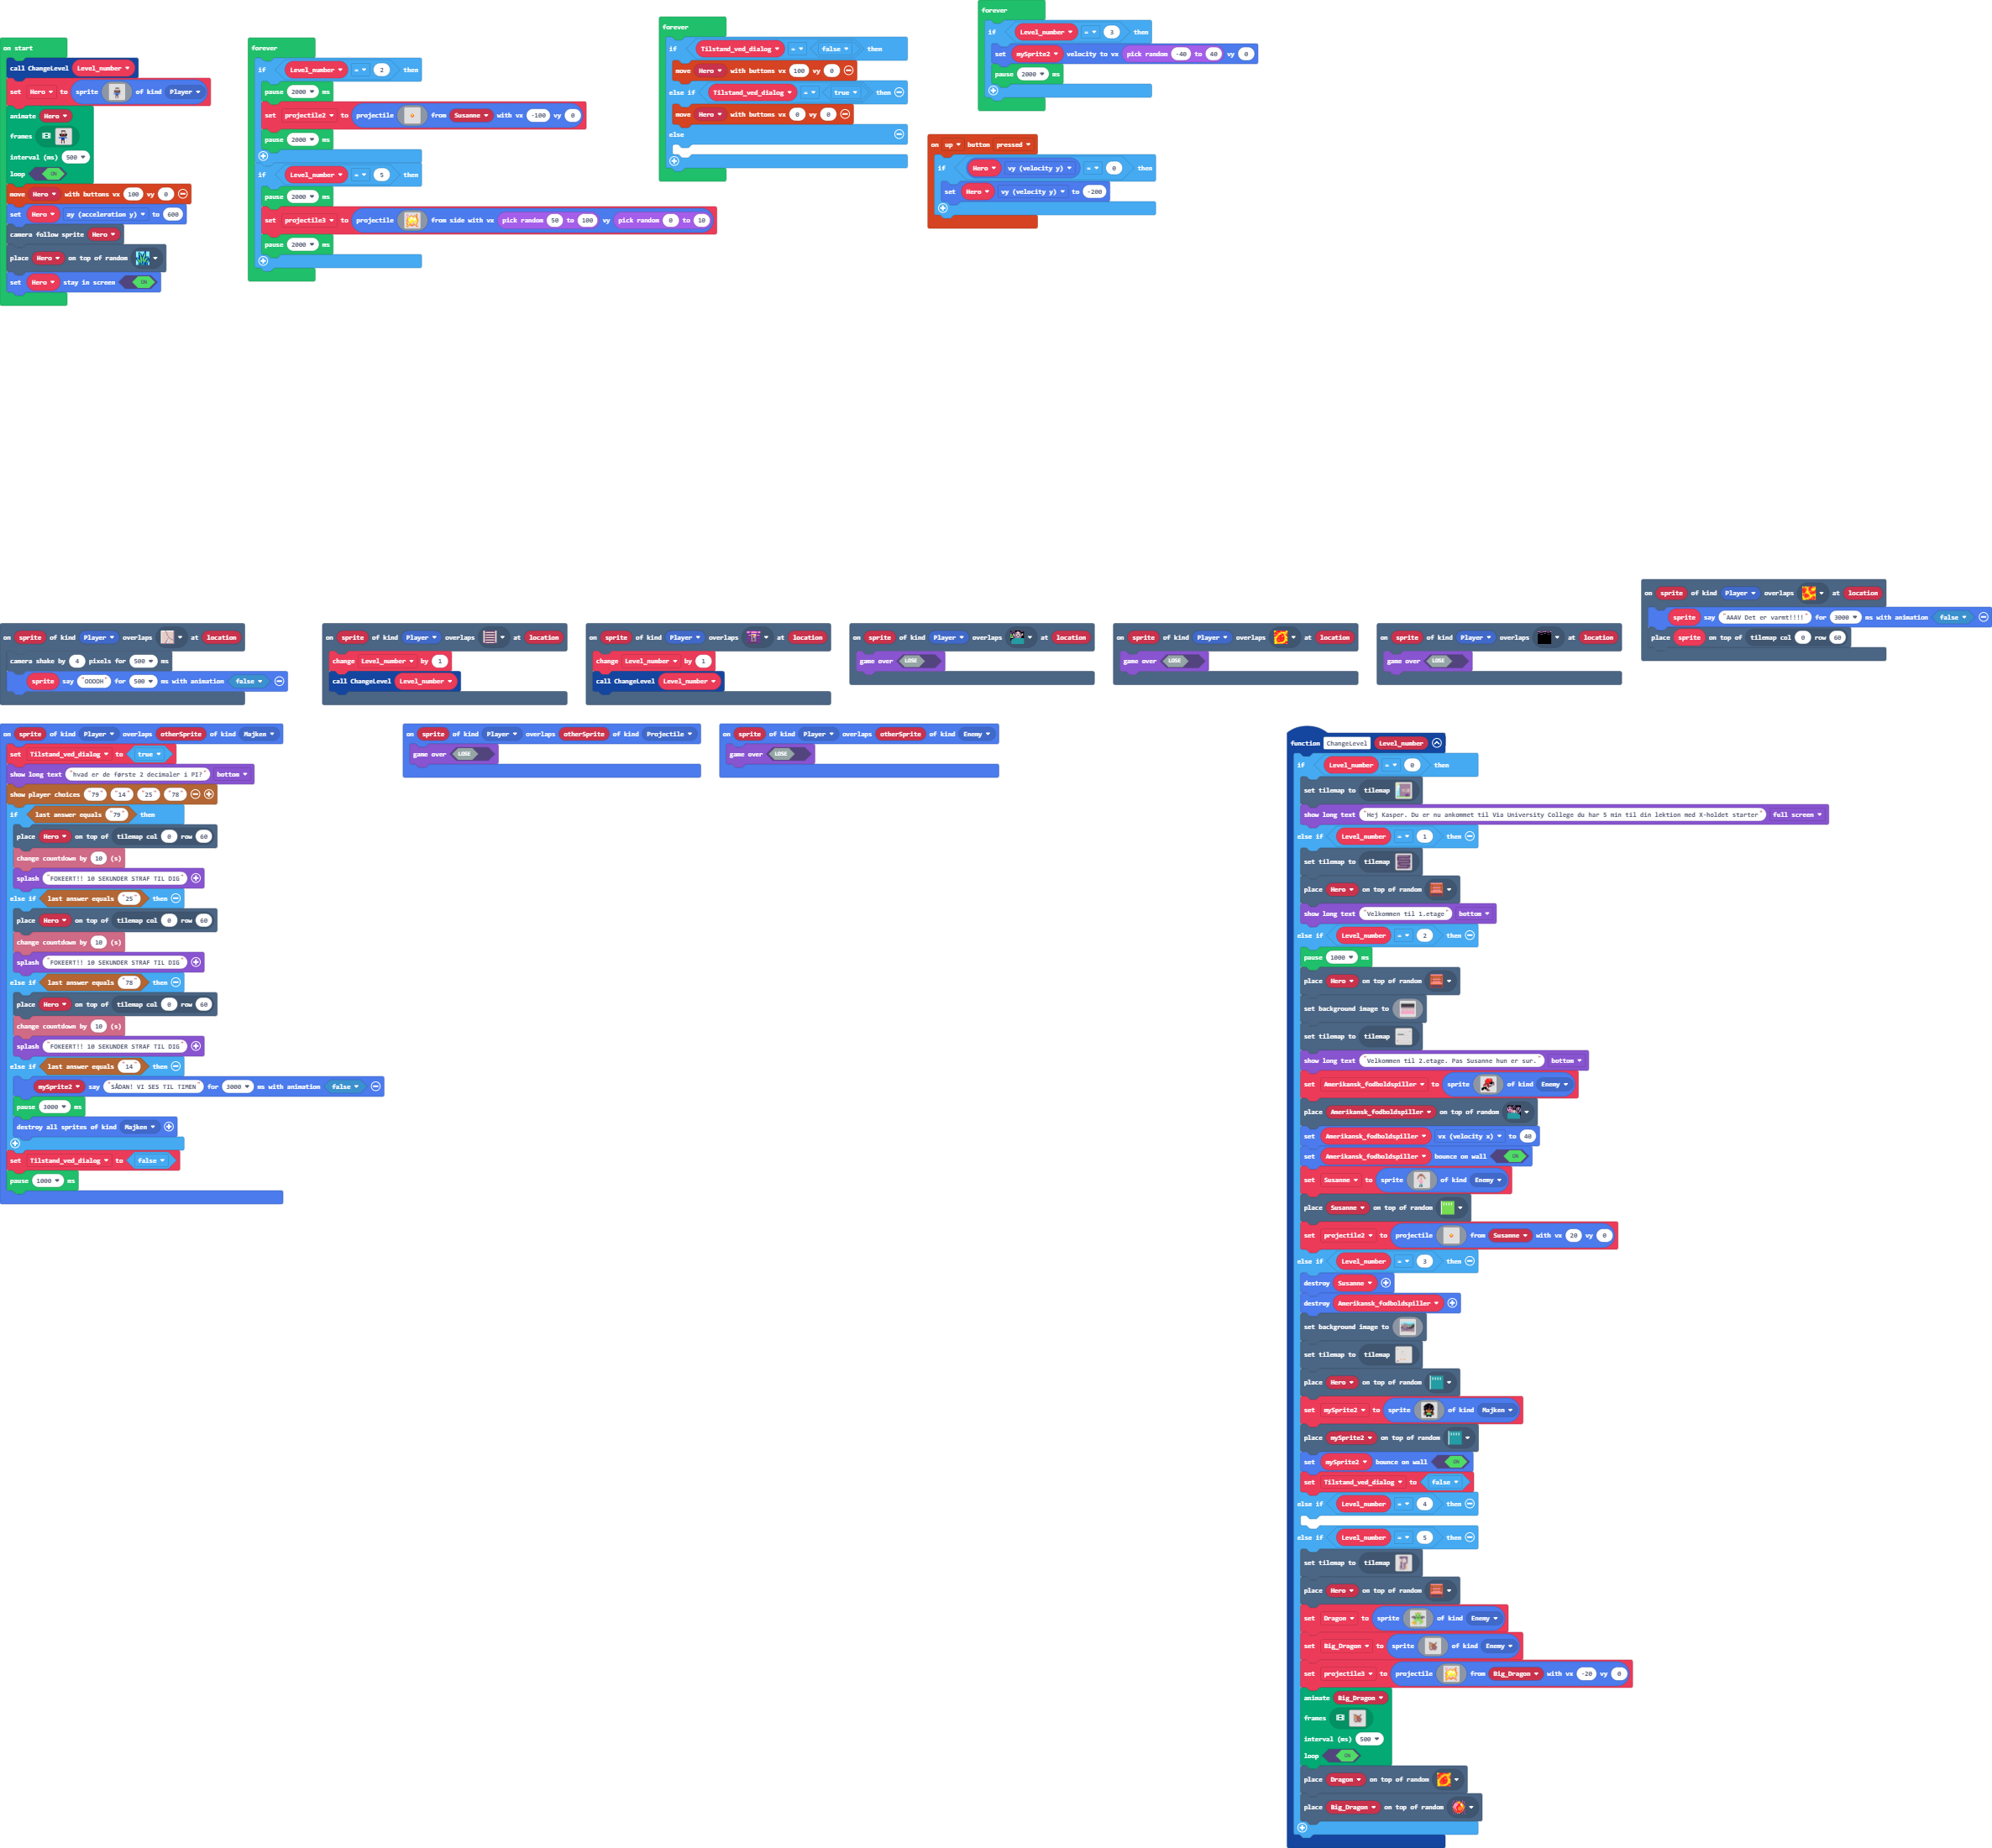 on start
call ChangeLevel Level_number
set Hero to sprite of kind Player
animate Hero
frames
interval (ms) 500
loop ON
move Hero with buttons vx 100 vy 0
set Hero ay (acceleration y) to 600
camera follow sprite Hero
place Hero on top of random
set Hero stay in screen ON
forever
if Level_number = 2 then
pause 2000 ms
set projectile2 to projectile from Susanne with vx -100 vy 0
pause 2000 ms
if Level_number = 5 then
pause 2000 ms
set projectile3 to projectile from side with vx pick random 50 to 100 vy pick random 0 to 10
pause 2000 ms
forever
if Tilstand_ved_dialog = false then
move Hero with buttons vx 100 vy 0
else if Tilstand_ved_dialog = true then
move Hero with buttons vx 0 vy 0
else
forever
if Level_number = 3 then
set mySprite2 velocity to vx pick random -40 to 40 vy 0
pause 2000 ms
on up button pressed
if Hero vy (velocity y) = 0 then
set Hero vy (velocity y) to -200
on sprite of kind Player overlaps at location
camera shake by 4 pixels for 500 ms
sprite say "OOOOH" for 500 ms with animation false
on sprite of kind Player overlaps at location
change Level_number by 1
call ChangeLevel Level_number
on sprite of kind Player overlaps at location
change Level_number by 1
call ChangeLevel Level_number
on sprite of kind Player overlaps at location
game over LOSE
on sprite of kind Player overlaps at location
game over LOSE
on sprite of kind Player overlaps at location
game over LOSE
on sprite of kind Player overlaps at location
sprite say "AAAV Det er varmt!!!!" for 3000 ms with animation false
place sprite on top of tilemap col 0 row 60
on sprite of kind Player overlaps otherSprite of kind Majken
set Tilstand_ved_dialog to true
show long text "hvad er de første 2 decimaler i PI?" bottom
show player choices "79" "14" "25" "78"
if last answer equals "79" then
place Hero on top of tilemap col 0 row 60
change countdown by 10 (s)
splash "FOKEERT!! 10 SEKUNDER STRAF TIL DIG"
else if last answer equals "25" then
place Hero on top of tilemap col 0 row 60
change countdown by 10 (s)
splash "FOKEERT!! 10 SEKUNDER STRAF TIL DIG"
else if last answer equals "78" then
place Hero on top of tilemap col 0 row 60
change countdown by 10 (s)
splash "FOKEERT!! 10 SEKUNDER STRAF TIL DIG"
else if last answer equals "14" then
mySprite2 say "SÅDAN! VI SES TIL TIMEN" for 3000 ms with animation false
pause 3000 ms
destroy all sprites of kind Majken
set Tilstand_ved_dialog to false
pause 1000 ms
on sprite of kind Player overlaps otherSprite of kind Projectile
game over LOSE
on sprite of kind Player overlaps otherSprite of kind Enemy
game over LOSE
function ChangeLevel Level_number
if Level_number = 0 then
set tilemap to tilemap
show long text "Hej Kasper. Du er nu ankommet til Via University College du har 5 min til din lektion med X-holdet starter" full screen
else if Level_number = 1 then
set tilemap to tilemap
place Hero on top of random
show long text "Velkommen til 1.etage" bottom
else if Level_number = 2 then
pause 1000 ms
place Hero on top of random
set background image to
set tilemap to tilemap
show long text "Velkommen til 2.etage. Pas Susanne hun er sur." bottom
set Amerikansk_fodboldspiller to sprite of kind Enemy
place Amerikansk_fodboldspiller on top of random
set Amerikansk_fodboldspiller vx (velocity x) to 40
set Amerikansk_fodboldspiller bounce on wall ON
set Susanne to sprite of kind Enemy
place Susanne on top of random
set projectile2 to projectile from Susanne with vx 20 vy 0
else if Level_number = 3 then
destroy Susanne
destroy Amerikansk_fodboldspiller
set background image to
set tilemap to tilemap
place Hero on top of random
set mySprite2 to sprite of kind Majken
place mySprite2 on top of random
set mySprite2 bounce on wall ON
set Tilstand_ved_dialog to false
else if Level_number = 4 then
else if Level_number = 5 then
set tilemap to tilemap
place Hero on top of random
set Dragon to sprite of kind Enemy
set Big_Dragon to sprite of kind Enemy
set projectile3 to projectile from Big_Dragon with vx -20 vy 0
animate Big_Dragon
frames
interval (ms) 500
loop ON
place Dragon on top of random
place Big_Dragon on top of random